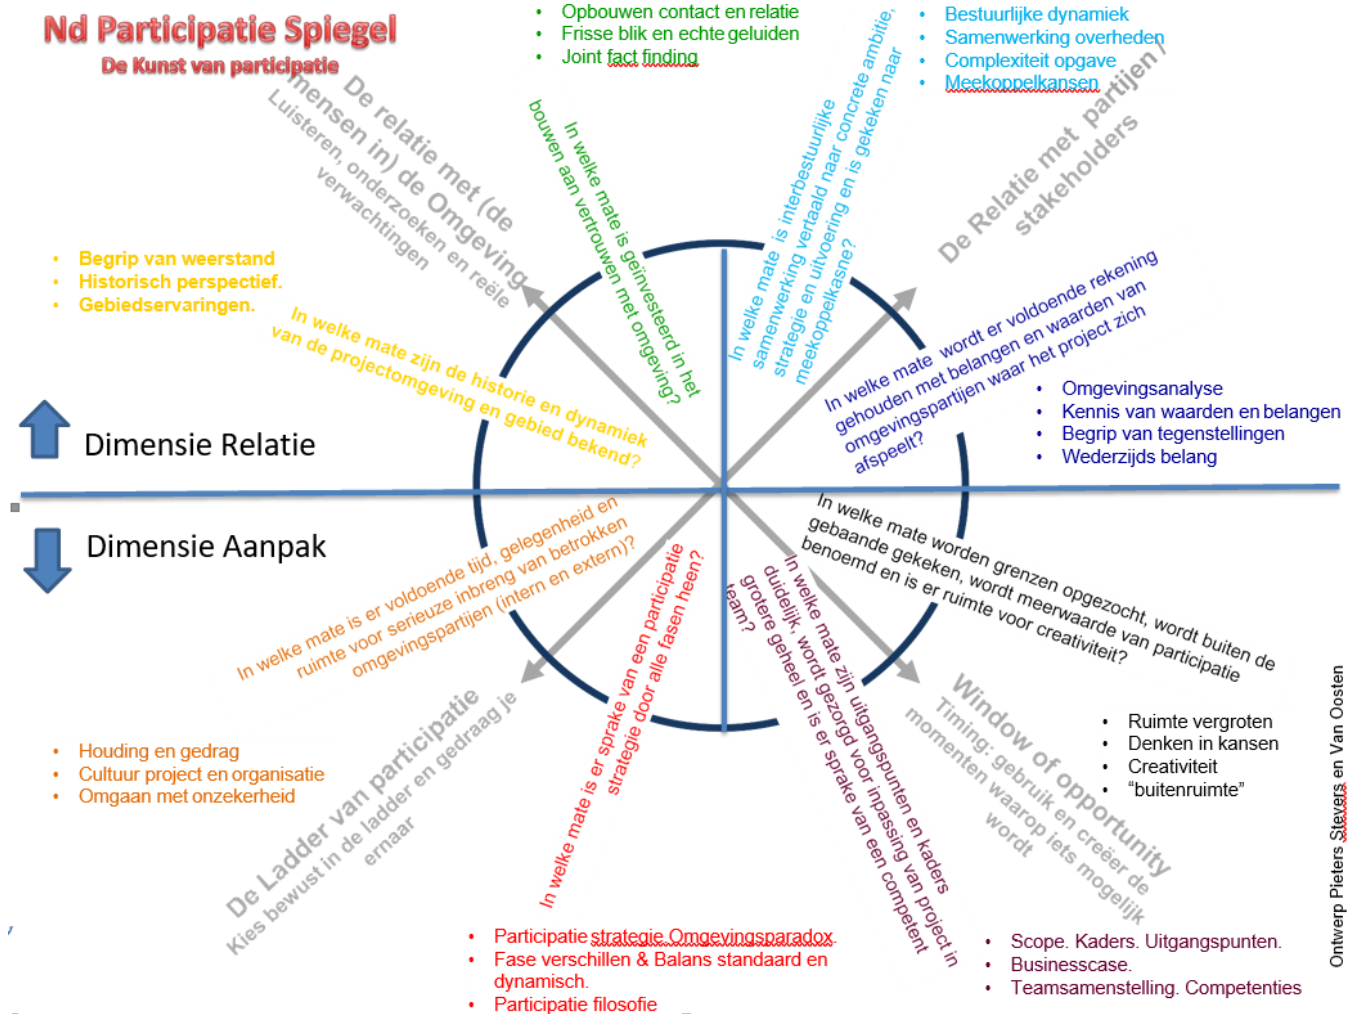 Nd Participatie Spiegel
De Kunst van participatie
• Opbouwen contact en relatie
• Frisse blik en echte geluiden
• Joint fact finding
• Bestuurlijke dynamiek
• Samenwerking overheden
• Complexiteit opgave
• Meekoppelkansen
De relatie met (de
mensen in) de Omgeving
Luisteren, onderzoeken en reële
verwachtingen
In welke mate is geïnvesteerd in het
bouwen aan vertrouwen met omgeving?
In welke mate is interbestuurlijke
samenwerking vertaald naar concrete ambitie,
strategie en uitvoering en is gekeken naar
meekoppelkasne?
De Relatie met partijen /
stakeholders
• Begrip van weerstand
• Historisch perspectief.
• Gebiedservaringen.
In welke mate zijn de historie en dynamiek
van de projectomgeving en gebied bekend?
In welke mate wordt er voldoende rekening
gehouden met belangen en waarden van
omgevingspartijen waar het project zich
afspeelt?
• Omgevingsanalyse
• Kennis van waarden en belangen
• Begrip van tegenstellingen
• Wederzijds belang
Dimensie Relatie
Dimensie Aanpak
In welke mate is er voldoende tijd, gelegenheid en
ruimte voor serieuze inbreng van betrokken
omgevingspartijen (intern en extern)?
In welke mate is er sprake van een participatie
strategie door alle fasen heen?
In welke mate zijn uitgangspunten en kaders
duidelijk, wordt gezorgd voor inpassing van project in
grotere geheel en is er sprake van een competent
team?
In welke mate worden grenzen opgezocht, wordt buiten de
gebaande gekeken, wordt meerwaarde van participatie
benoemd en is er ruimte voor creativiteit?
• Houding en gedrag
• Cultuur project en organisatie
• Omgaan met onzekerheid
De Ladder van participatie
Kies bewust in de ladder en gedraag je
ernaar
Window of opportunity
Timing: gebruik en creëer de
momenten waarop iets mogelijk
wordt
• Ruimte vergroten
• Denken in kansen
• Creativiteit
• “buitenruimte”
• Participatie strategie Omgevingsparadox.
• Fase verschillen & Balans standaard en
dynamisch.
• Participatie filosofie
• Scope. Kaders. Uitgangspunten.
• Businesscase.
• Teamsamenstelling. Competenties
Ontwerp Pieters Stevers en Van Oosten